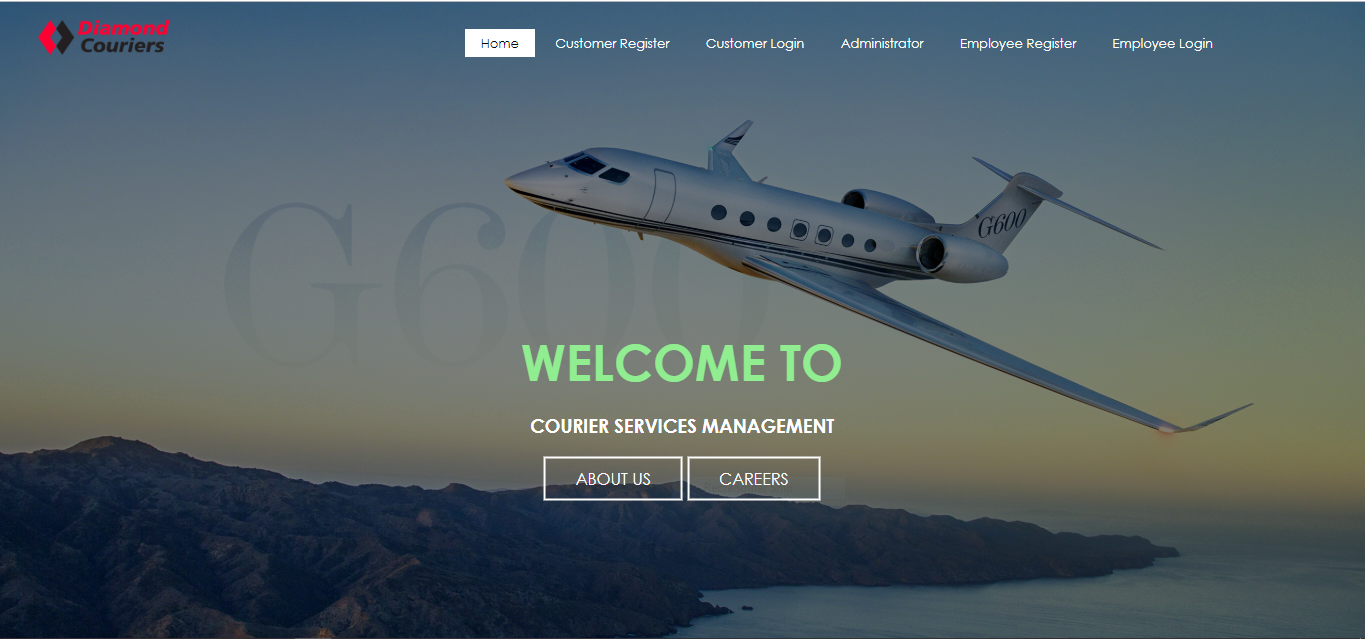 Diamond
Couriers
Home Customer Register Customer Login Administrator Employee Register Employee Login
G600
G600
WELCOME TO
COURIER SERVICES MANAGEMENT
ABOUT US CAREERS